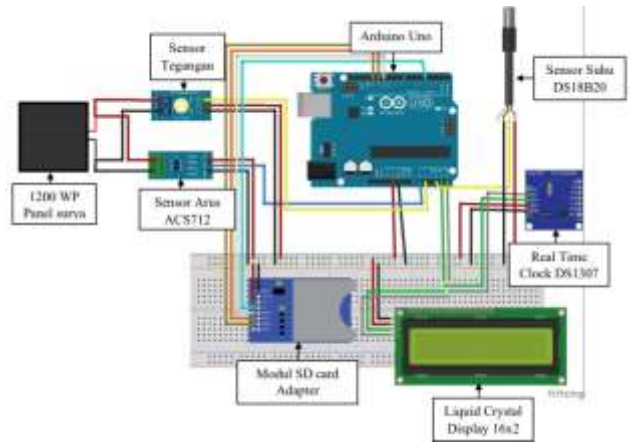 Sensor
Tegangan
Arduino Uno
Sensor Suhu
DS18B20
1200 WP
Panel surya
Sensor Arus
ACS712
Real Time
Clock DS1307
Modul SD card
Adapter
Liquid Crystal
Display 16x2
fritzing